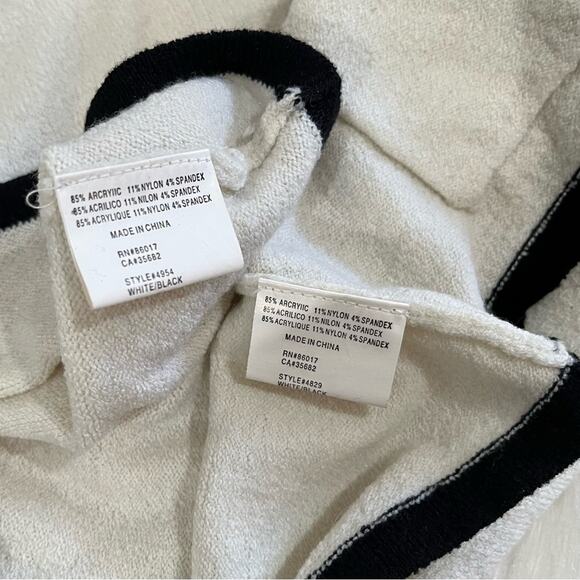 85% ARCRYIIC 11% NYLON 4% SPANDEX
85% ACRILICO 11% NILON 4% SPANDEX
85% ACRYLIQUE 11% NYLON 4% SPANDEX
MADE IN CHINA
RN#86017
CA#35682
STYLE#4954
WHITE/BLACK
85% ARCRYIIC 11% NYLON 4% SPANDEX
85% ACRILICO 11% NILON 4% SPANDEX
85% ACRYLIQUE 11% NYLON 4% SPANDEX
MADE IN CHINA
RN#86017
CA#35682
STYLE#4829
WHITE/BLACK